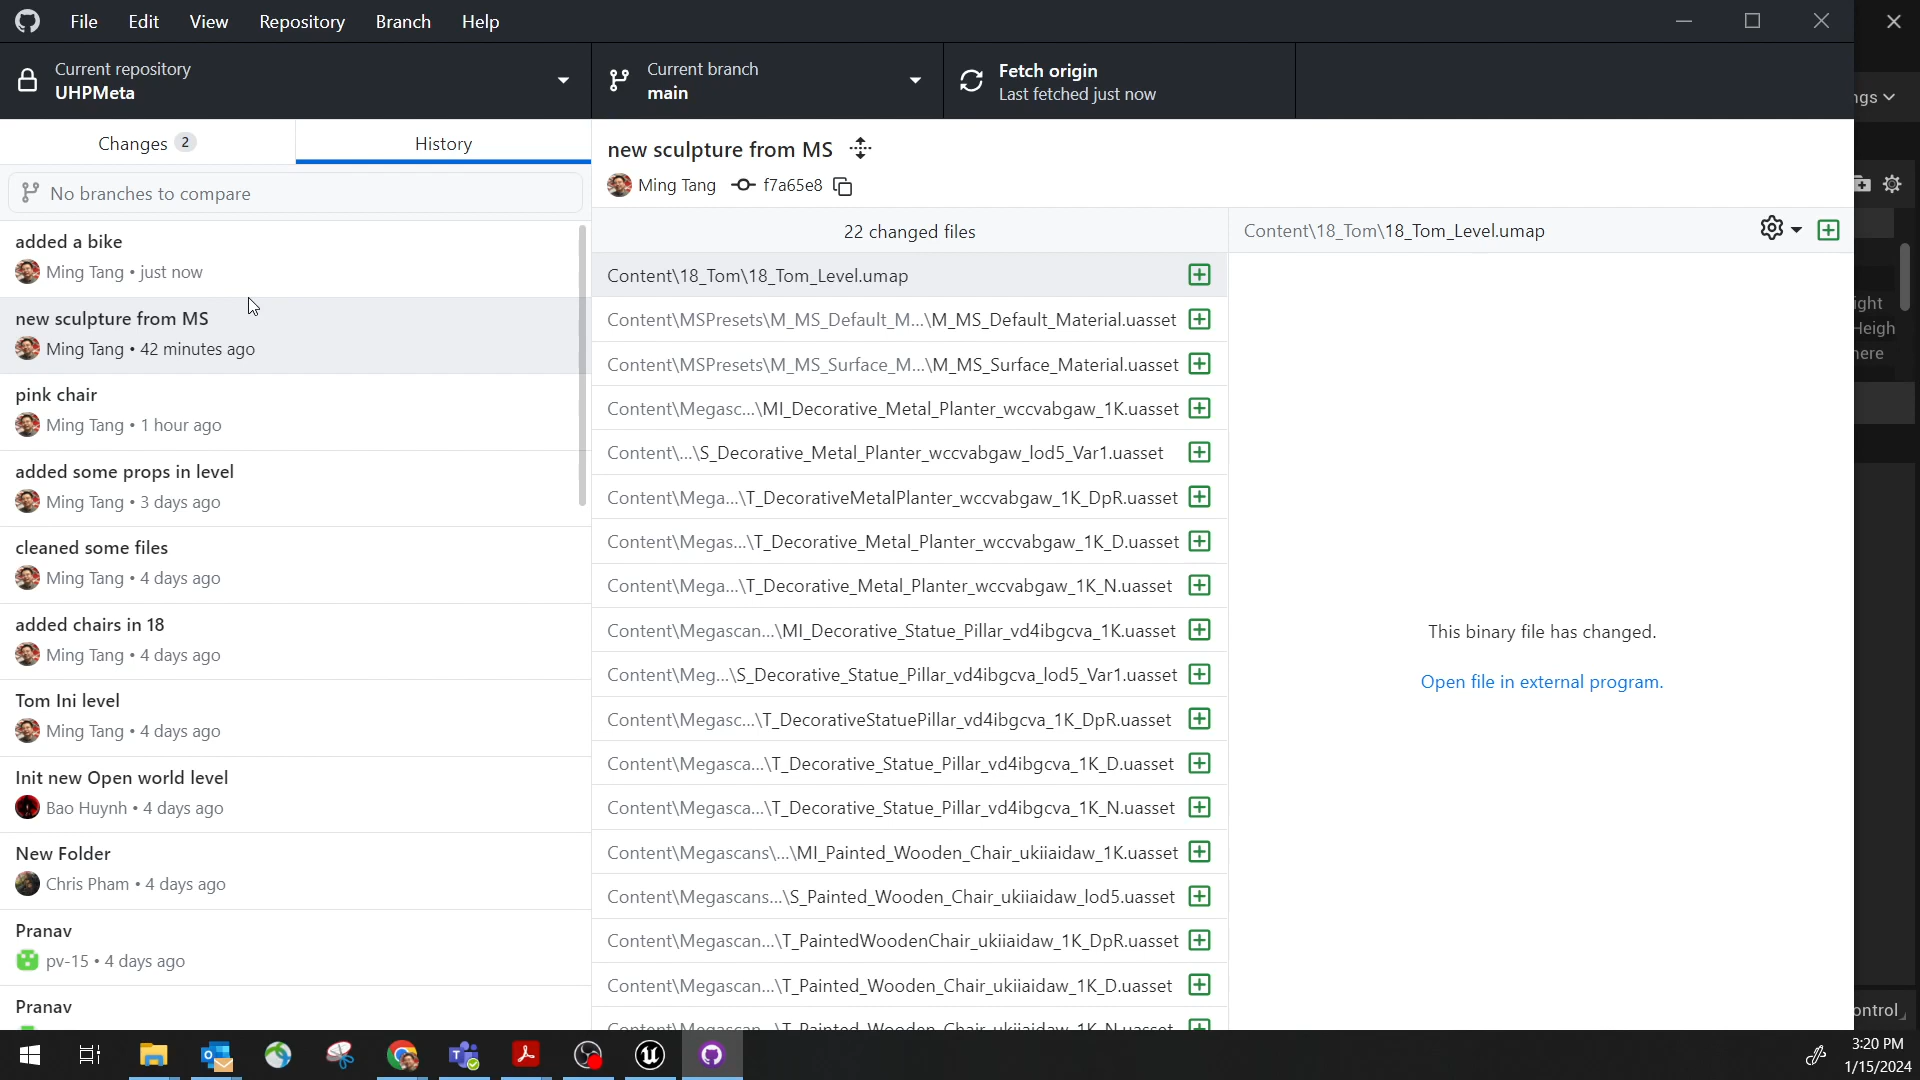 File Edit View Repository Branch Help
Current repository
UHPMeta
Current branch
main
Fetch origin
Last fetched just now
Changes 2
History
No branches to compare
added a bike
Ming Tang • just now
new sculpture from MS
Ming Tang • 42 minutes ago
pink chair
Ming Tang • 1 hour ago
added some props in level
Ming Tang • 3 days ago
cleaned some files
Ming Tang • 4 days ago
added chairs in 18
Ming Tang • 4 days ago
Tom Ini level
Ming Tang • 4 days ago
Init new Open world level
Bao Huynh • 4 days ago
New Folder
Chris Pham • 4 days ago
Pranav
pv-15 • 4 days ago
Pranav
new sculpture from MS
Ming Tang f7a65e8
22 changed files
Content\18_Tom\18_Tom_Level.umap
Content\MSPresets\M_MS_Default_M...\M_MS_Default_Material.uasset
Content\MSPresets\M_MS_Surface_M...\M_MS_Surface_Material.uasset
Content\Megasc...\MI_Decorative_Metal_Planter_wccvabgaw_1K.uasset
Content\...\S_Decorative_Metal_Planter_wccvabgaw_lod5_Var1.uasset
Content\Mega...\T_DecorativeMetalPlanter_wccvabgaw_1K_DpR.uasset
Content\Megas...\T_Decorative_Metal_Planter_wccvabgaw_1K_D.uasset
Content\Mega...\T_Decorative_Metal_Planter_wccvabgaw_1K_N.uasset
Content\Megascan...\MI_Decorative_Statue_Pillar_vd4ibgcva_1K.uasset
Content\Meg...\S_Decorative_Statue_Pillar_vd4ibgcva_lod5_Var1.uasset
Content\Megasc...\T_DecorativeStatuePillar_vd4ibgcva_1K_DpR.uasset
Content\Megasca...\T_Decorative_Statue_Pillar_vd4ibgcva_1K_D.uasset
Content\Megasca...\T_Decorative_Statue_Pillar_vd4ibgcva_1K_N.uasset
Content\Megascans\...\MI_Painted_Wooden_Chair_ukiiaidaw_1K.uasset
Content\Megascans...\S_Painted_Wooden_Chair_ukiiaidaw_lod5.uasset
Content\Megascan...\T_PaintedWoodenChair_ukiiaidaw_1K_DpR.uasset
Content\Megascan...\T_Painted_Wooden_Chair_ukiiaidaw_1K_D.uasset
Content\Megascan...\T_Painted_Wooden_Chair_ukiiaidaw_1K_N.uasset
Content\18_Tom\18_Tom_Level.umap
This binary file has changed.
Open file in external program.
ngs
ight
Heigh
here
ontrol
3:20 PM
1/15/2024